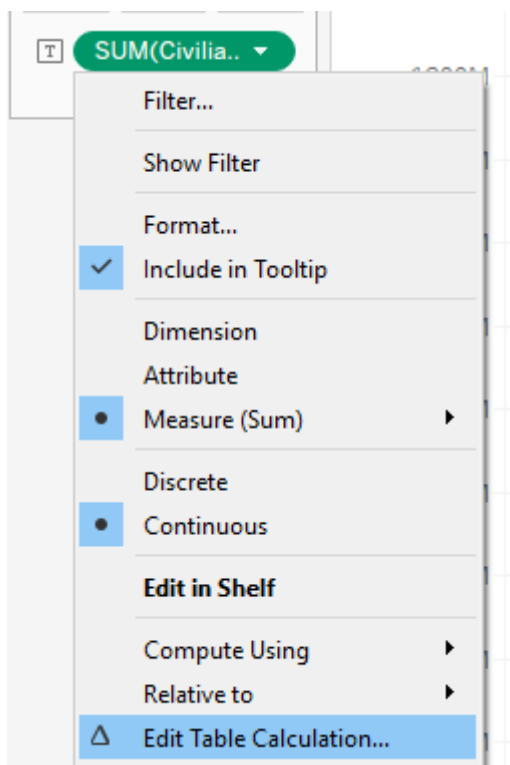 T SUM(Civilia..
Filter...
Show Filter
Format...
Include in Tooltip
Dimension
Attribute
Measure (Sum)
Discrete
Continuous
Edit in Shelf
Compute Using
Relative to
Edit Table Calculation...